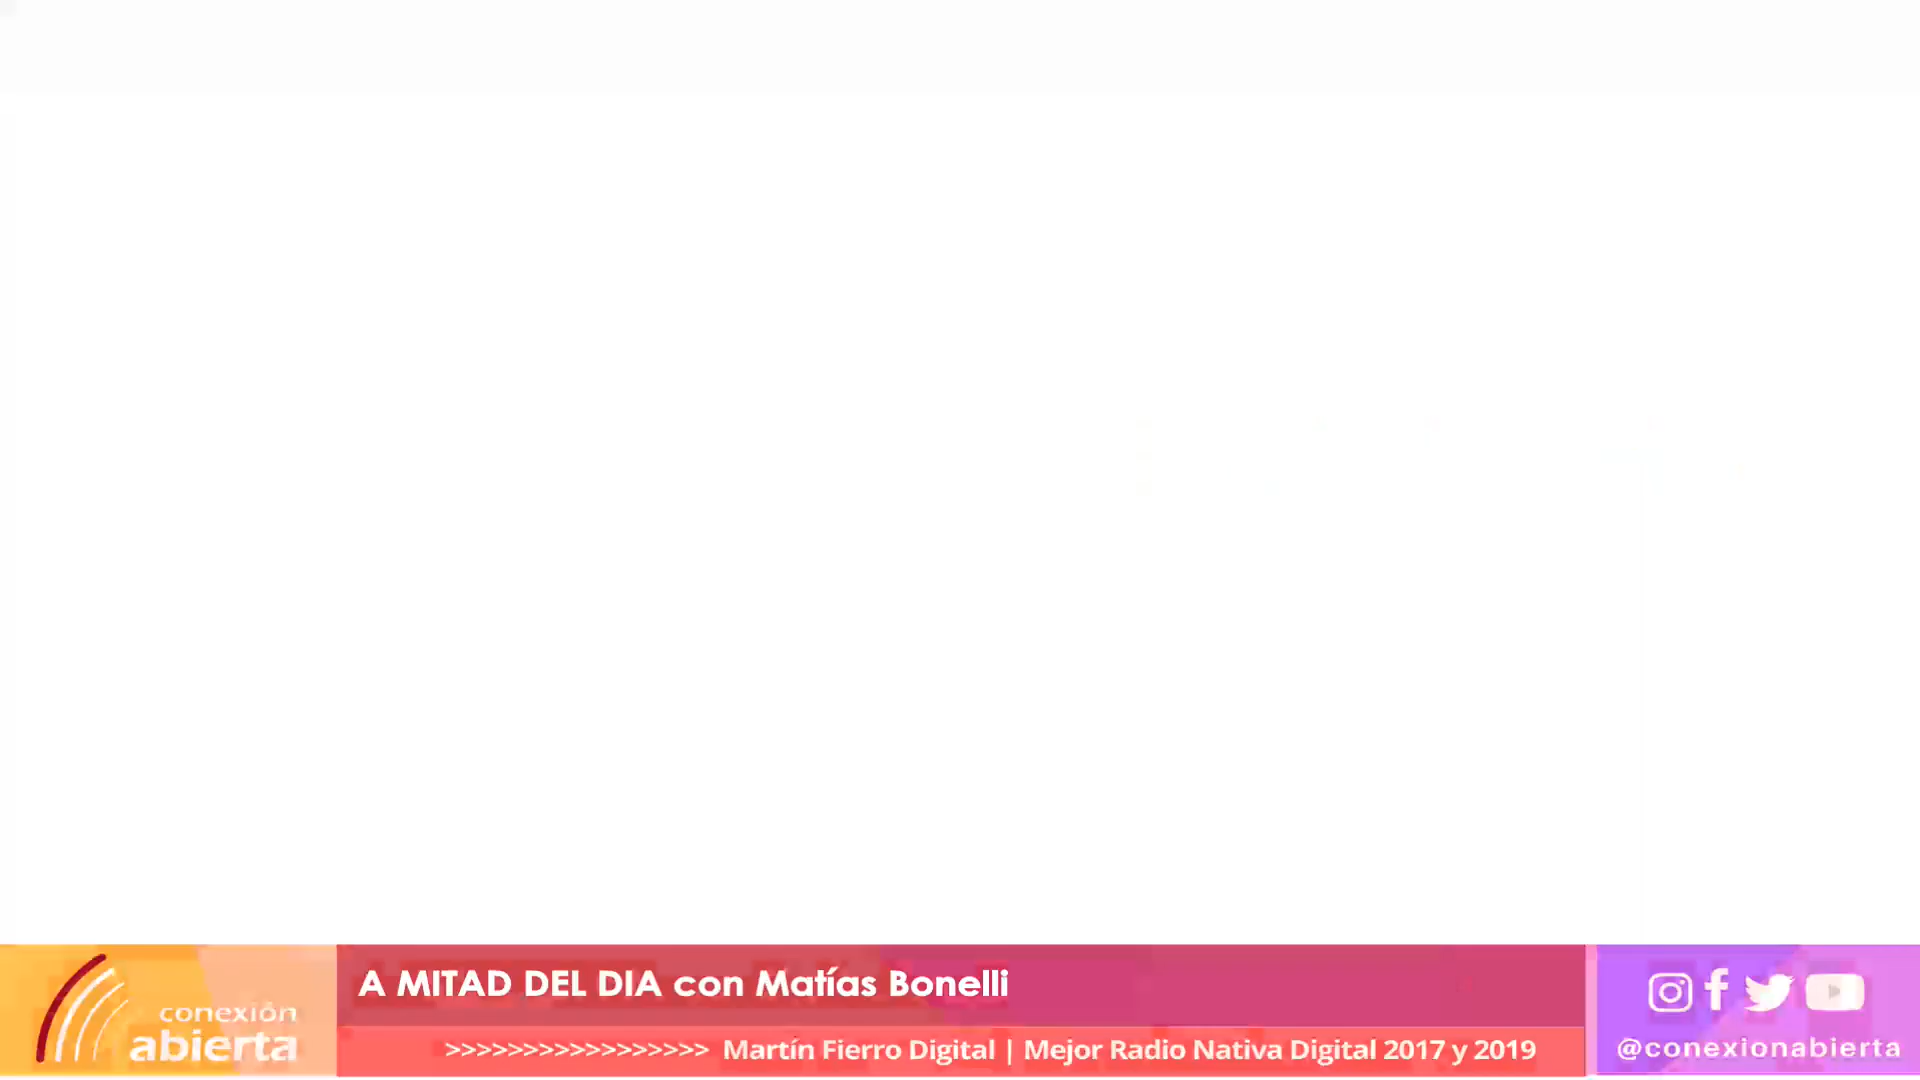 conexión
abierta
A MITAD DEL DIA con Matías Bonelli
>>>>>>>>>>>>>>>>> Martín Fierro Digital | Mejor Radio Nativa Digital 2017 y 2019
@conexionabierta